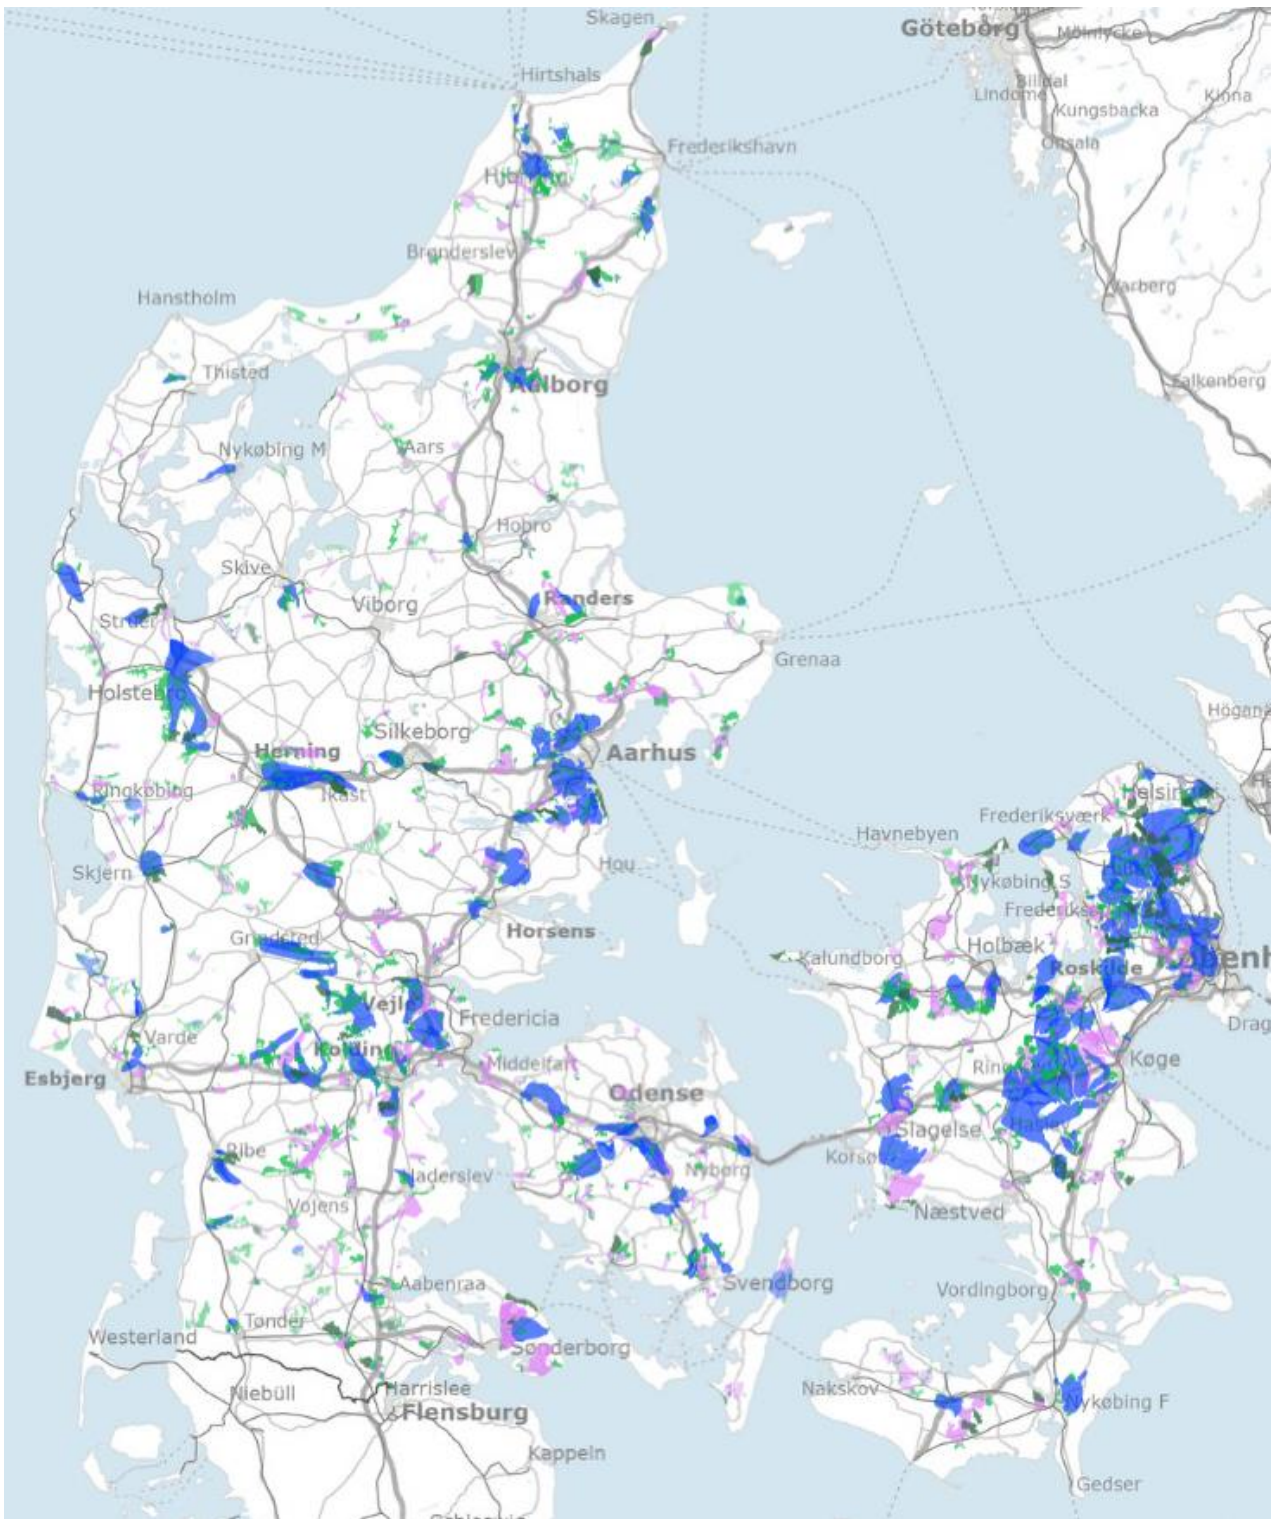 Skagen
Göteborg
Mölnlycke
Hirtshals
Billdal
Lindome
Kinna
Kungsbacka
Onsala
Frederikshavn
Brønderslev
Hanstholm
Varberg
Thisted
Falkenberg
Aalborg
Nykøbing M
Aars
Hobro
Skive
Randers
Viborg
Struer
Grenaa
Holstebro
Silkeborg
Herning
Aarhus
Ringkøbing
Ikast
Helsingør
Frederiksværk
Havnebyen
Hou
Skjern
Nykøbing S
Horsens
Grindsted
Holbæk
Kalundborg
Roskilde
Vejle
Fredericia
Drag
Varde
Kolding
Middelfart
Køge
Esbjerg
Odense
Slagelse
Ribe
Korsø
Nyborg
Haderslev
Vojens
Næstved
Aabenraa
Svendborg
Vordingborg
Tønder
Westerland
Sønderborg
Nakskov
Niebüll
Harrislee
Nykøbing F
Flensburg
Kappeln
Gedser